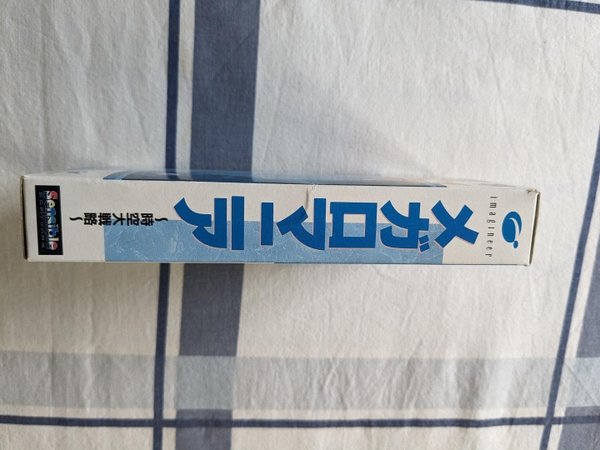 imagineer
メガロマニア
〜時空大戦略〜
Sensible